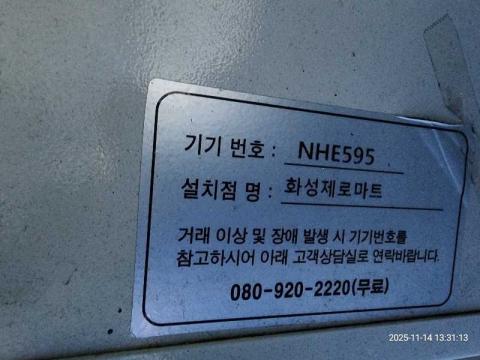 기기 번호 : NHE595
설치점 명 : 화성제로마트
거래 이상 및 장애 발생 시 기기번호를
참고하시어 아래 고객상담실로 연락바랍니다.
080-920-2220(무료)
2025-11-14 13:31:13